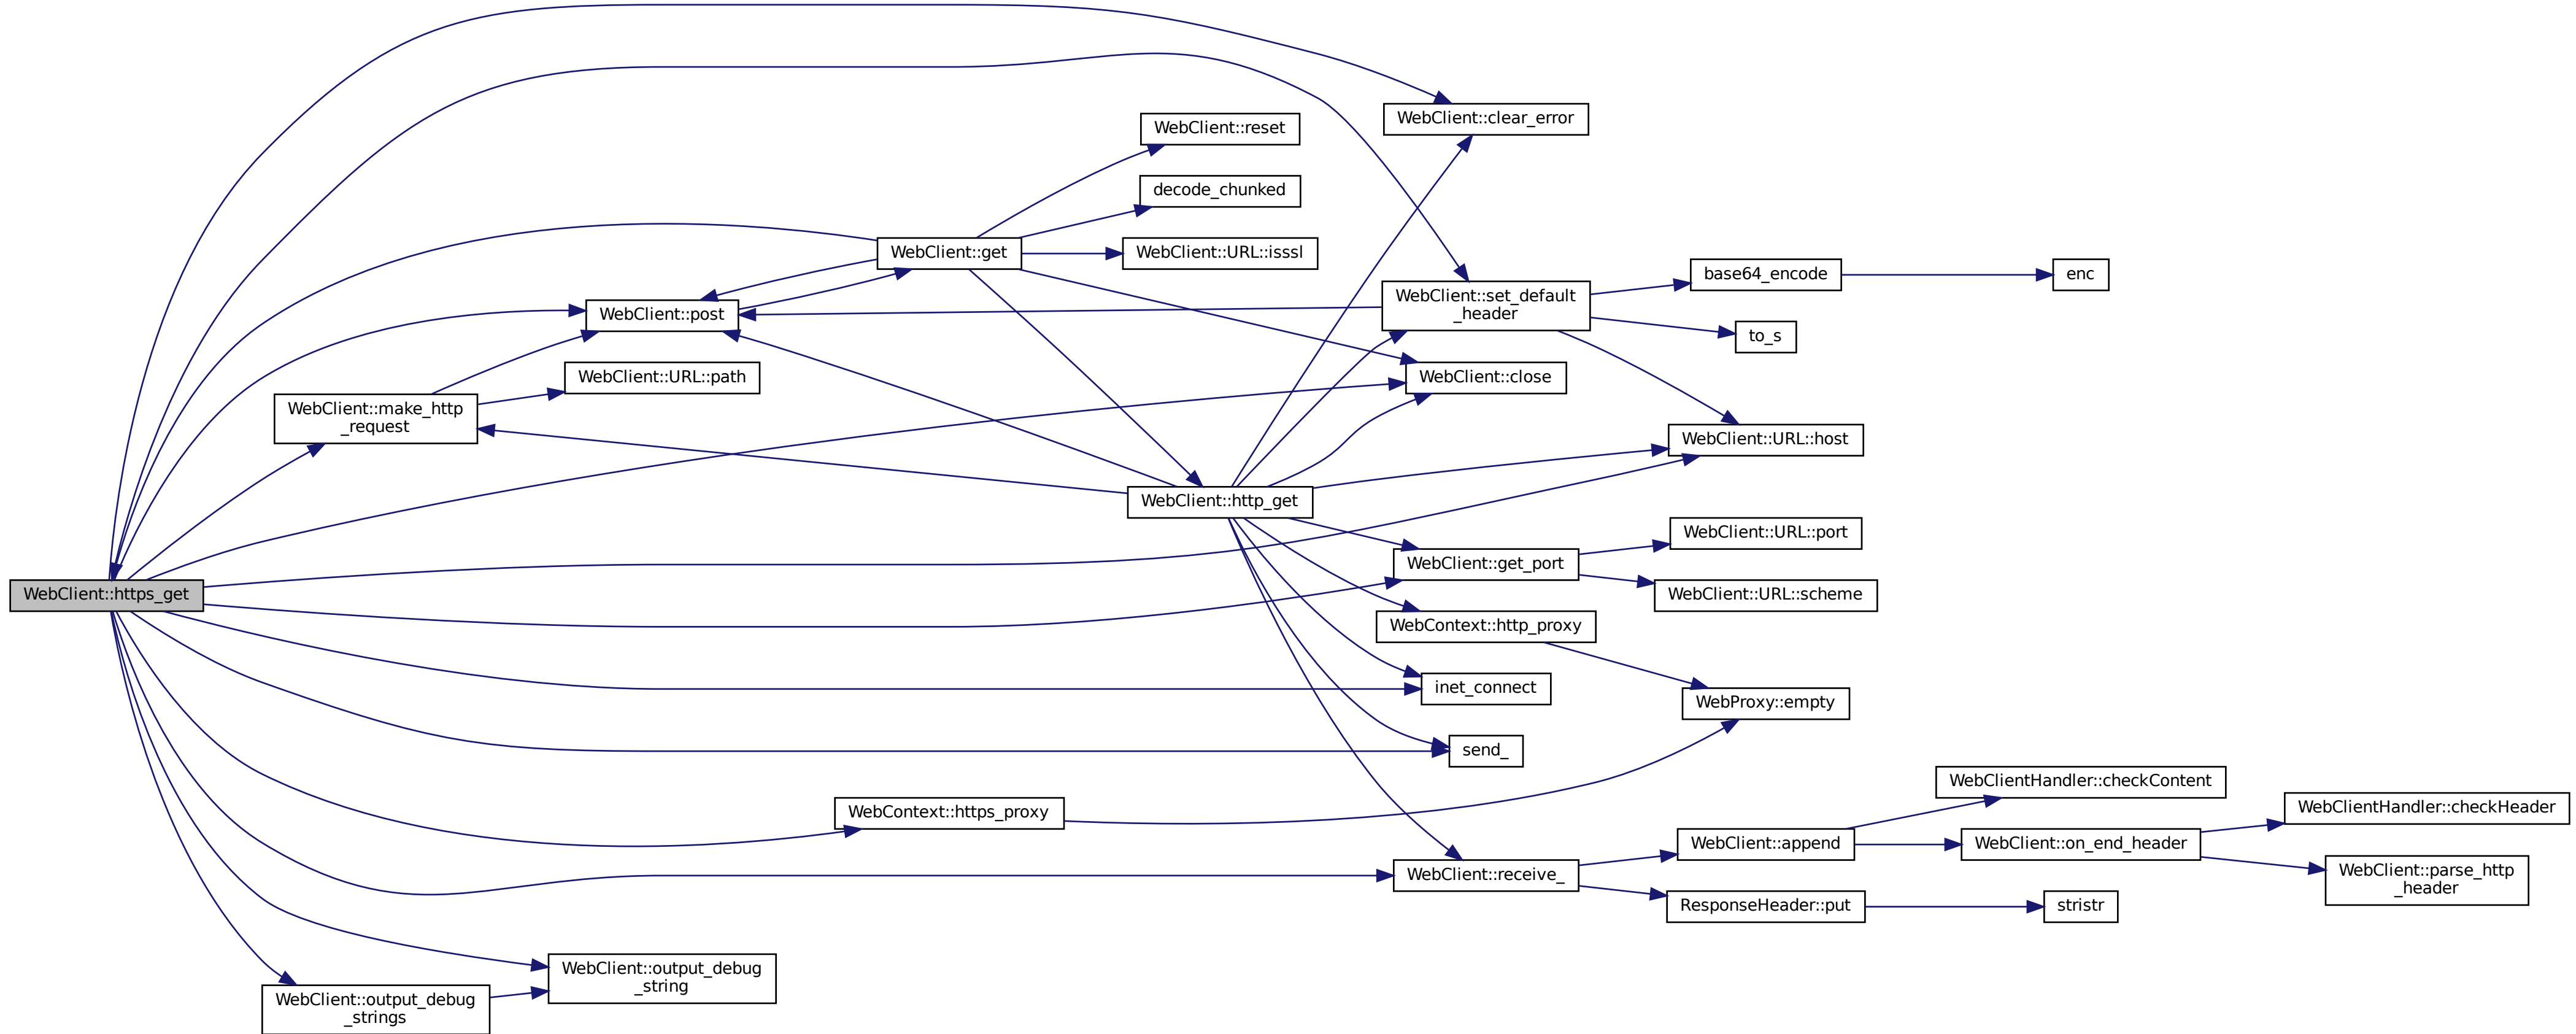 WebClient::clear_error
WebClient::reset
decode_chunked
WebClient::get
WebClient::URL::isssl
base64_encode
enc
WebClient::set_default
_header
WebClient::post
to_s
WebClient::URL::path
WebClient::close
WebClient::make_http
_request
WebClient::URL::host
WebClient::http_get
WebClient::URL::port
WebClient::get_port
WebClient::https_get
WebClient::URL::scheme
WebContext::http_proxy
inet_connect
WebProxy::empty
send_
WebClientHandler::checkContent
WebContext::https_proxy
WebClientHandler::checkHeader
WebClient::append
WebClient::on_end_header
WebClient::receive_
WebClient::parse_http
_header
ResponseHeader::put
stristr
WebClient::output_debug
_string
WebClient::output_debug
_strings